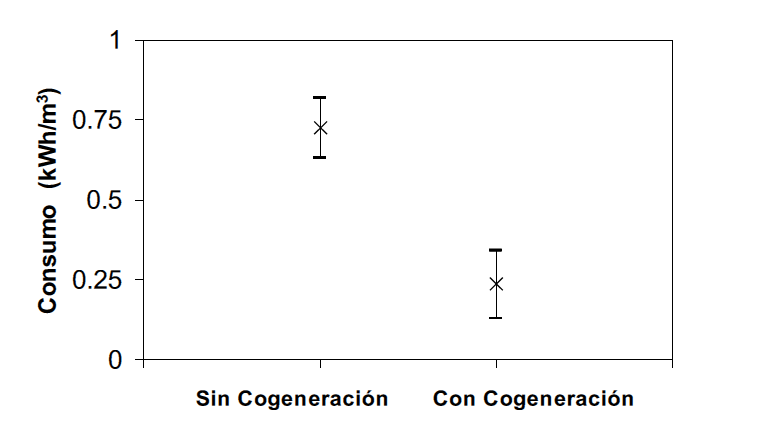 1
0.75
0.5
0.25
0
Consumo (kWh/m³)
Sin Cogeneración
Con Cogeneración